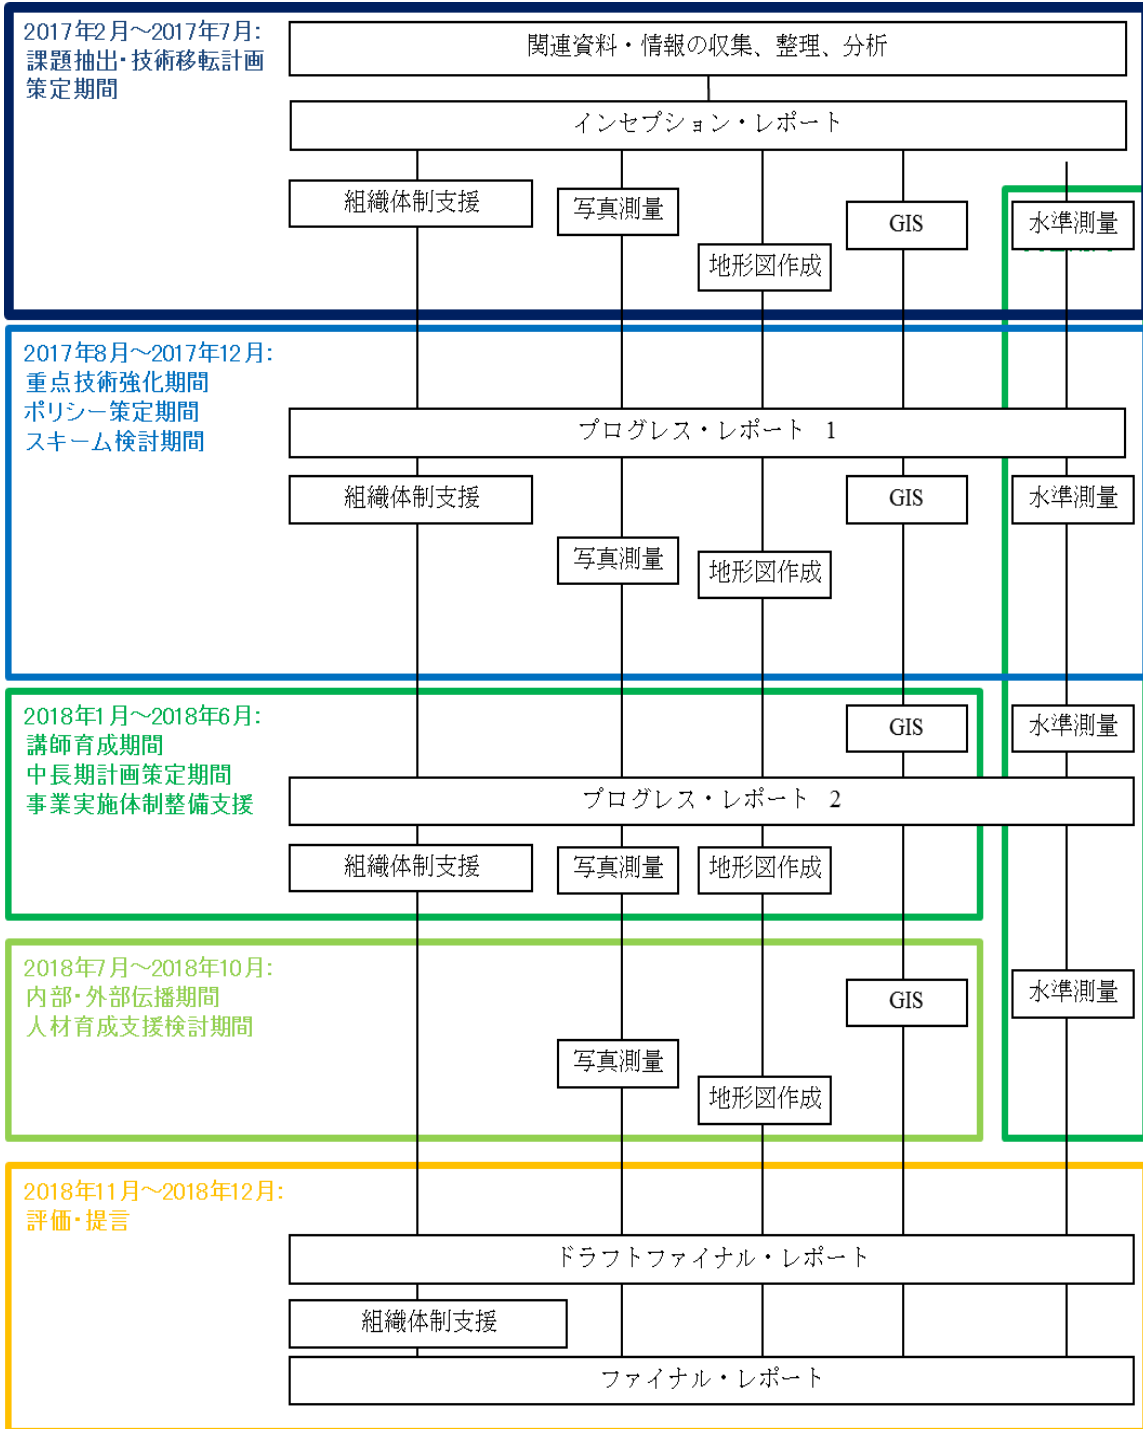 2017年2月～2017年7月:
課題抽出・技術移転計画
策定期間
関連資料・情報の収集、整理、分析
インセプション・レポート
組織体制支援
写真測量
地形図作成
GIS
水準測量
2017年8月～2017年12月:
重点技術強化期間
ポリシー策定期間
スキーム検討期間
プログレス・レポート 1
組織体制支援
写真測量
地形図作成
GIS
水準測量
2018年1月～2018年6月:
講師育成期間
中長期計画策定期間
事業実施体制整備支援
GIS
水準測量
プログレス・レポート 2
組織体制支援
写真測量
地形図作成
2018年7月～2018年10月:
内部・外部伝播期間
人材育成支援検討期間
GIS
水準測量
写真測量
地形図作成
2018年11月～2018年12月:
評価・提言
ドラフトファイナル・レポート
組織体制支援
ファイナル・レポート